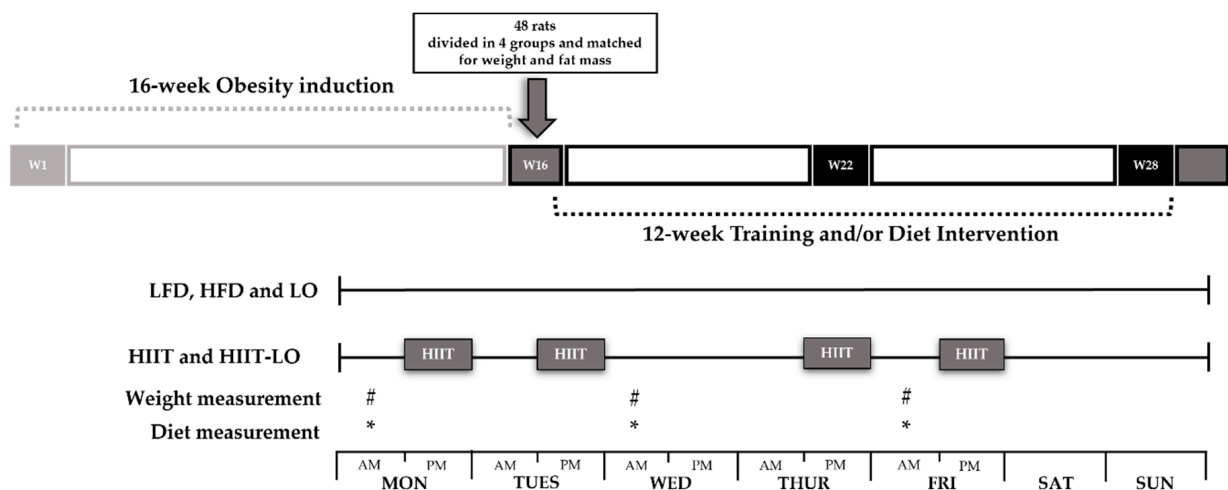 48 rats
divided in 4 groups and matched
for weight and fat mass
16-week Obesity induction
W1 W16 W22 W28
12-week Training and/or Diet Intervention
LFD, HFD and LO
HIIT and HIIT-LO HIIT HIIT HIIT HIIT
Weight measurement # # #
Diet measurement * * *
AM PM AM PM AM PM AM PM AM PM
MON TUES WED THUR FRI SAT SUN